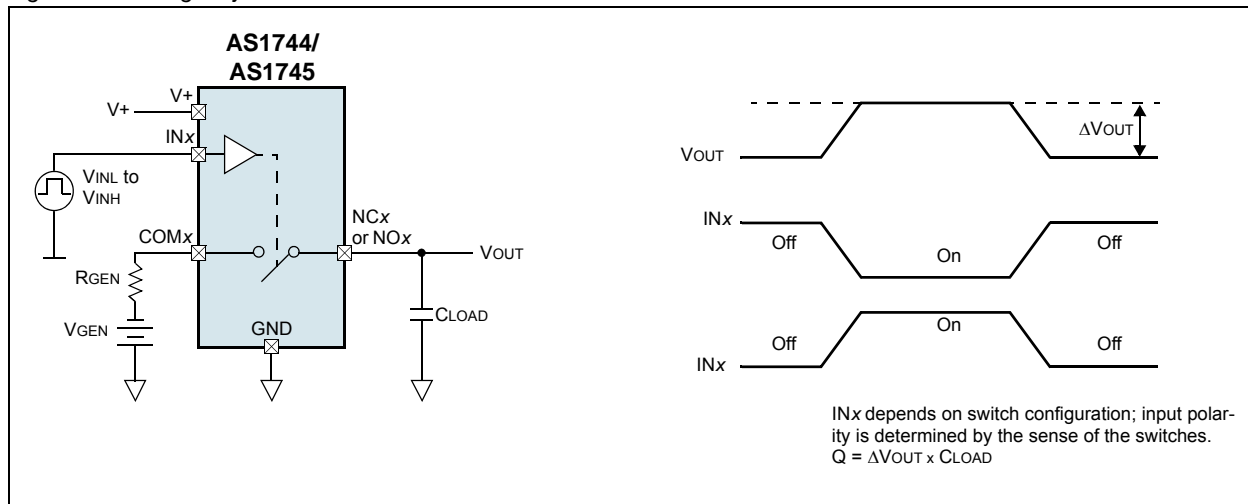 AS1744/
AS1745
V+
V+
INx
VINL to
VINH
COMx
NCx
or NOx
VOUT
RGEN
VGEN
GND
CLOAD
VOUT
ΔVOUT
INx
Off
On
Off
Off
On
Off
INx
INx depends on switch configuration; input polar-
ity is determined by the sense of the switches.
Q = ΔVOUT x CLOAD